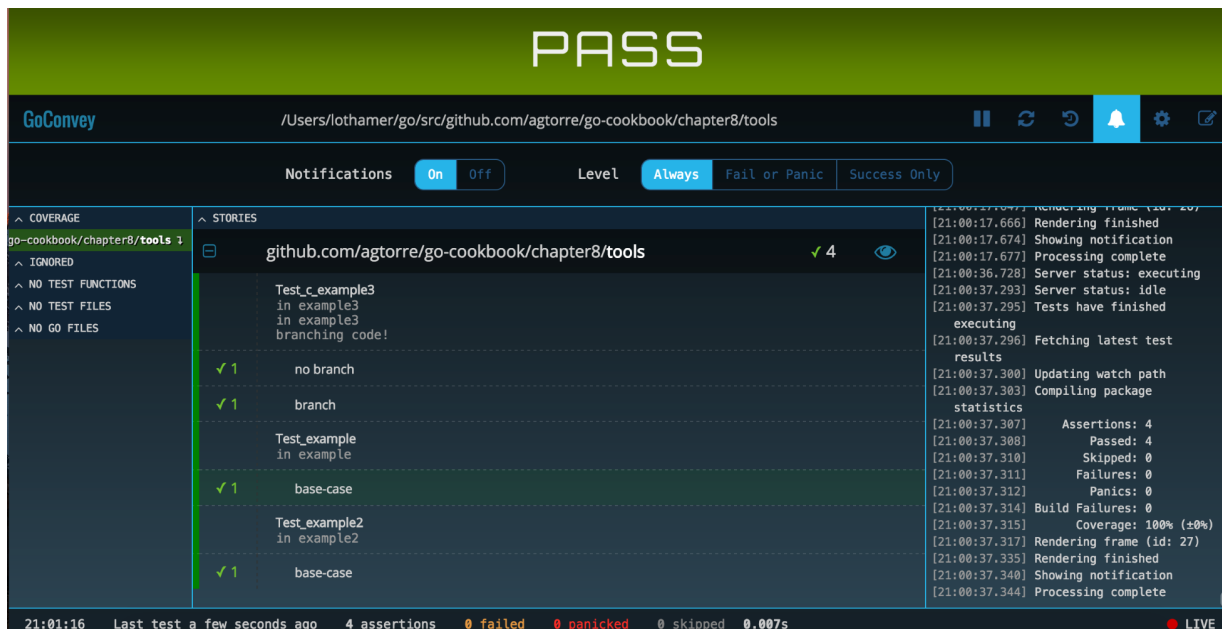 PASS
GoConvey
/Users/lothamer/go/src/github.com/agtorre/go-cookbook/chapter8/tools
Notifications On Off Level Always Fail or Panic Success Only
COVERAGE
go-cookbook/chapter8/tools
IGNORED
NO TEST FUNCTIONS
NO TEST FILES
NO GO FILES
STORIES
github.com/agtorre/go-cookbook/chapter8/tools ✓ 4
Test_c_example3
in example3
in example3
branching code!
✓ 1 no branch
✓ 1 branch
Test_example
in example
✓ 1 base-case
Test_example2
in example2
✓ 1 base-case
[21:00:17.647] Rendering frame (id: 26)
[21:00:17.666] Rendering finished
[21:00:17.674] Showing notification
[21:00:17.677] Processing complete
[21:00:36.728] Server status: executing
[21:00:37.293] Server status: idle
[21:00:37.295] Tests have finished
executing
[21:00:37.296] Fetching latest test
results
[21:00:37.300] Updating watch path
[21:00:37.303] Compiling package
statistics
[21:00:37.307] Assertions: 4
[21:00:37.308] Passed: 4
[21:00:37.310] Skipped: 0
[21:00:37.311] Failures: 0
[21:00:37.312] Panics: 0
[21:00:37.314] Build Failures: 0
[21:00:37.315] Coverage: 100% (±0%)
[21:00:37.317] Rendering frame (id: 27)
[21:00:37.335] Rendering finished
[21:00:37.340] Showing notification
[21:00:37.344] Processing complete
21:01:16 Last test a few seconds ago 4 assertions 0 failed 0 panicked 0 skipped 0.007s LIVE